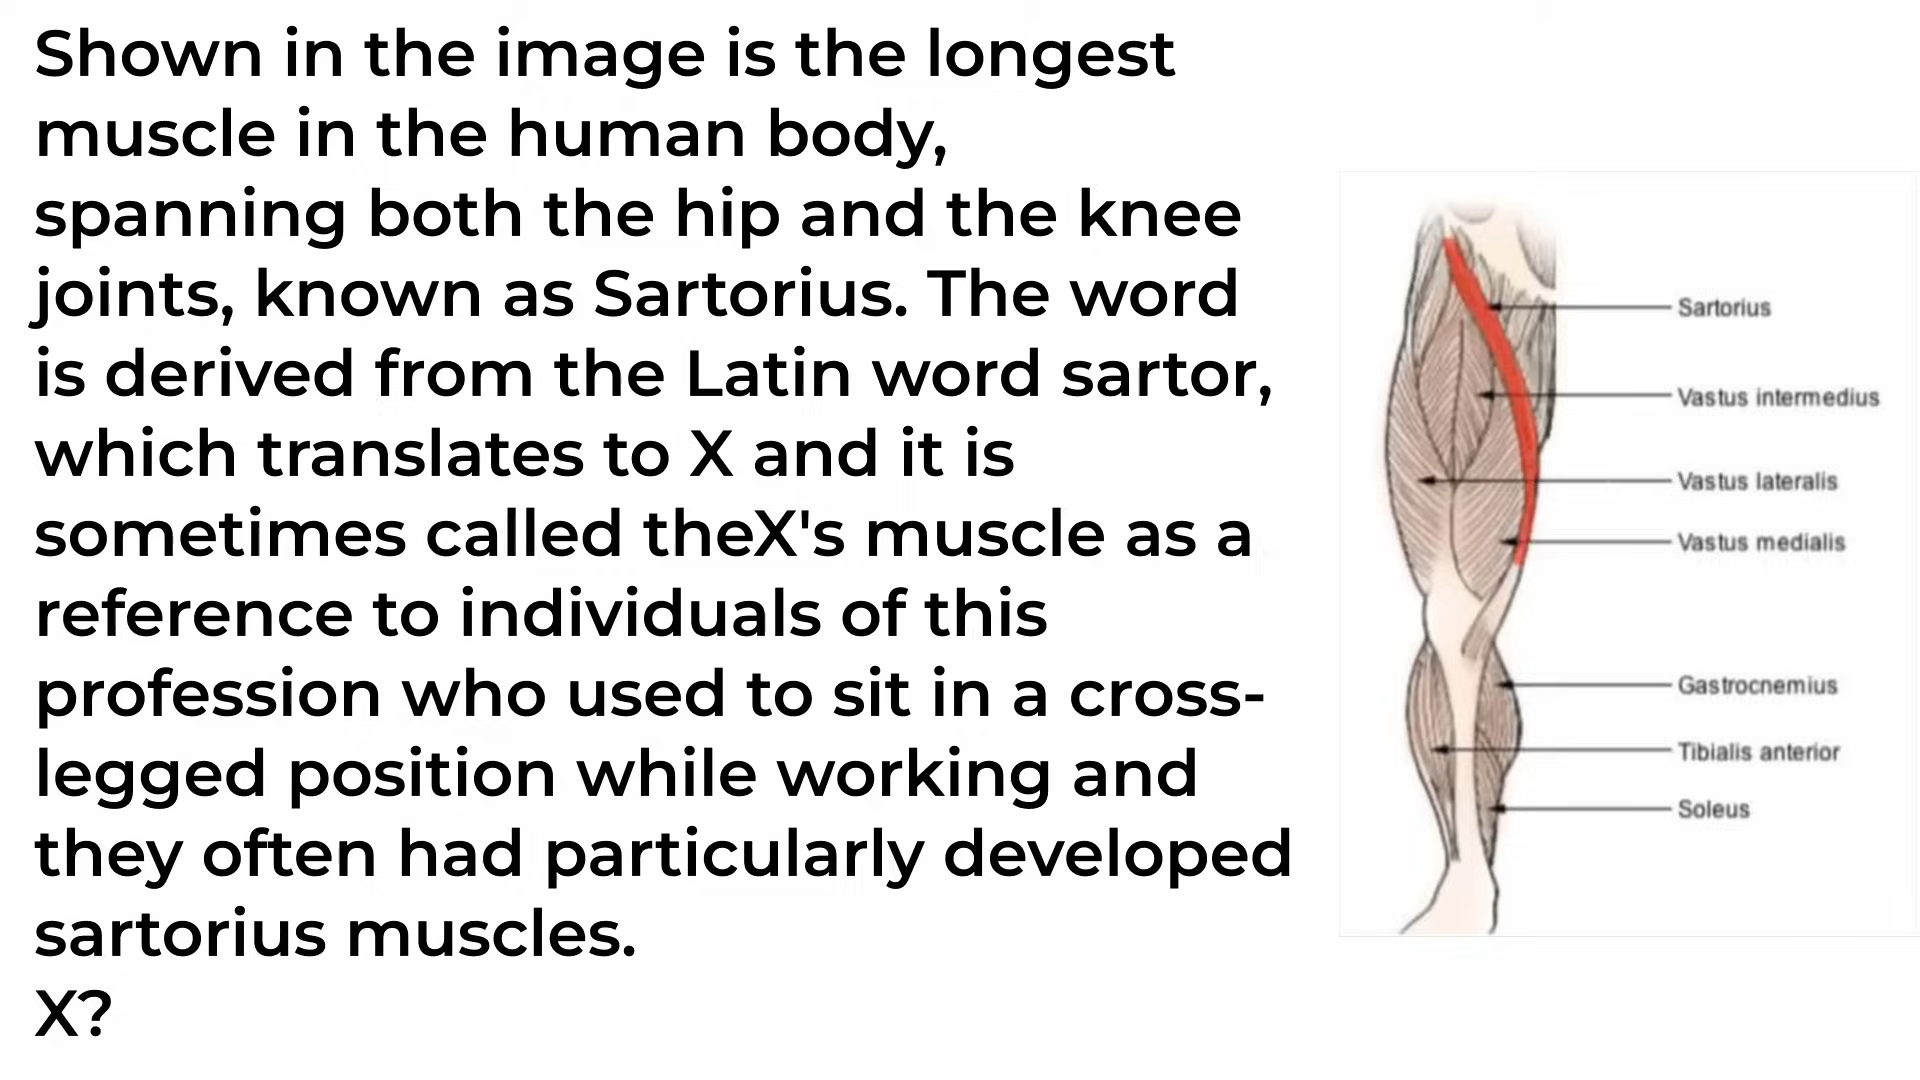 Shown in the image is the longest
muscle in the human body,
spanning both the hip and the knee
joints, known as Sartorius. The word
is derived from the Latin word sartor,
which translates to X and it is
sometimes called theX's muscle as a
reference to individuals of this
profession who used to sit in a cross-
legged position while working and
they often had particularly developed
sartorius muscles.
X?
Sartorius
Vastus intermedius
Vastus lateralis
Vastus medialis
Gastrocnemius
Tibialis anterior
Soleus